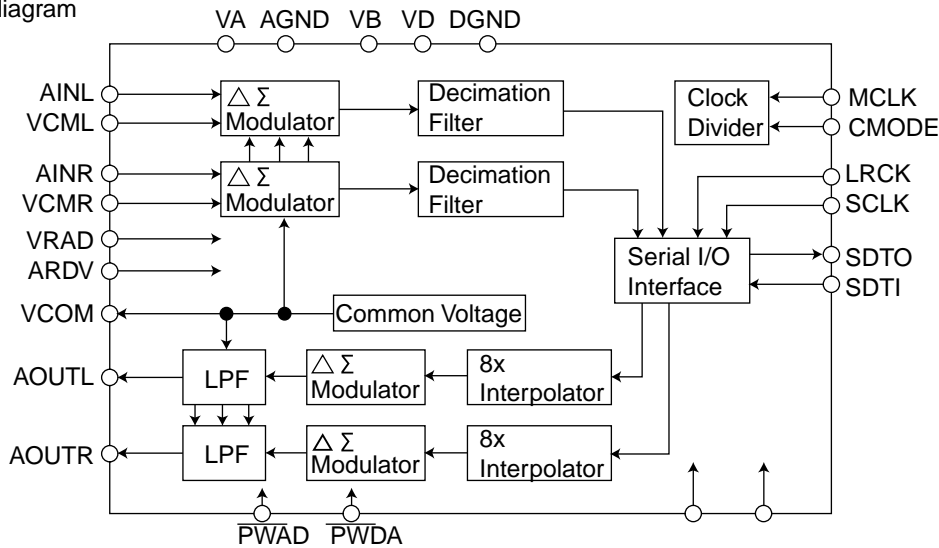 diagram
VA AGND VB VD DGND
AINL
VCML
AINR
VCMR
VRAD
ARDV
VCOM
AOUTL
AOUTR
△ Σ
Modulator
Decimation
Filter
△ Σ
Modulator
Decimation
Filter
Clock
Divider
MCLK
CMODE
LRCK
SCLK
SDTO
SDTI
Serial I/O
Interface
Common Voltage
LPF
△ Σ
Modulator
8x
Interpolator
LPF
Δ Σ
Modulator
8x
Interpolator
PWAD PWDA